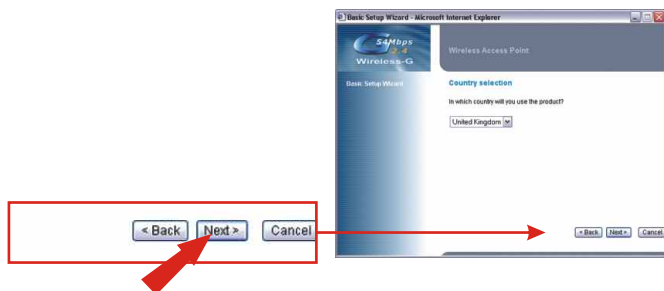 Basic Setup Wizard - Microsoft Internet Explorer
54Mbps
2.4
Wireless-G
Wireless Access Point
Basic Setup Wizard
Country selection
In which country will you use the product?
United Kingdom
< Back Next > Cancel
< Back Next > Cancel